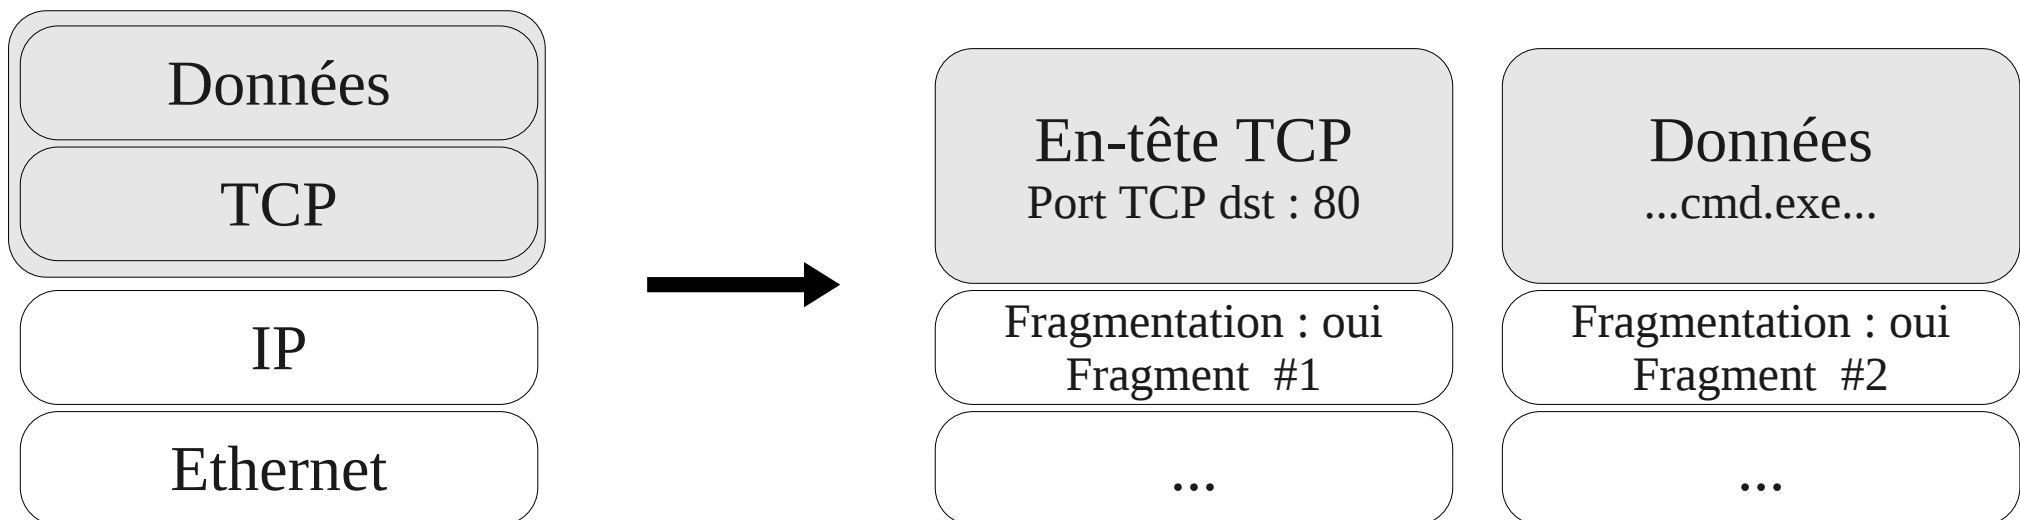 Données
TCP
IP
Ethernet
En-tête TCP
Port TCP dst : 80
Fragmentation : oui
Fragment #1
...
Données
...cmd.exe...
Fragmentation : oui
Fragment #2
...